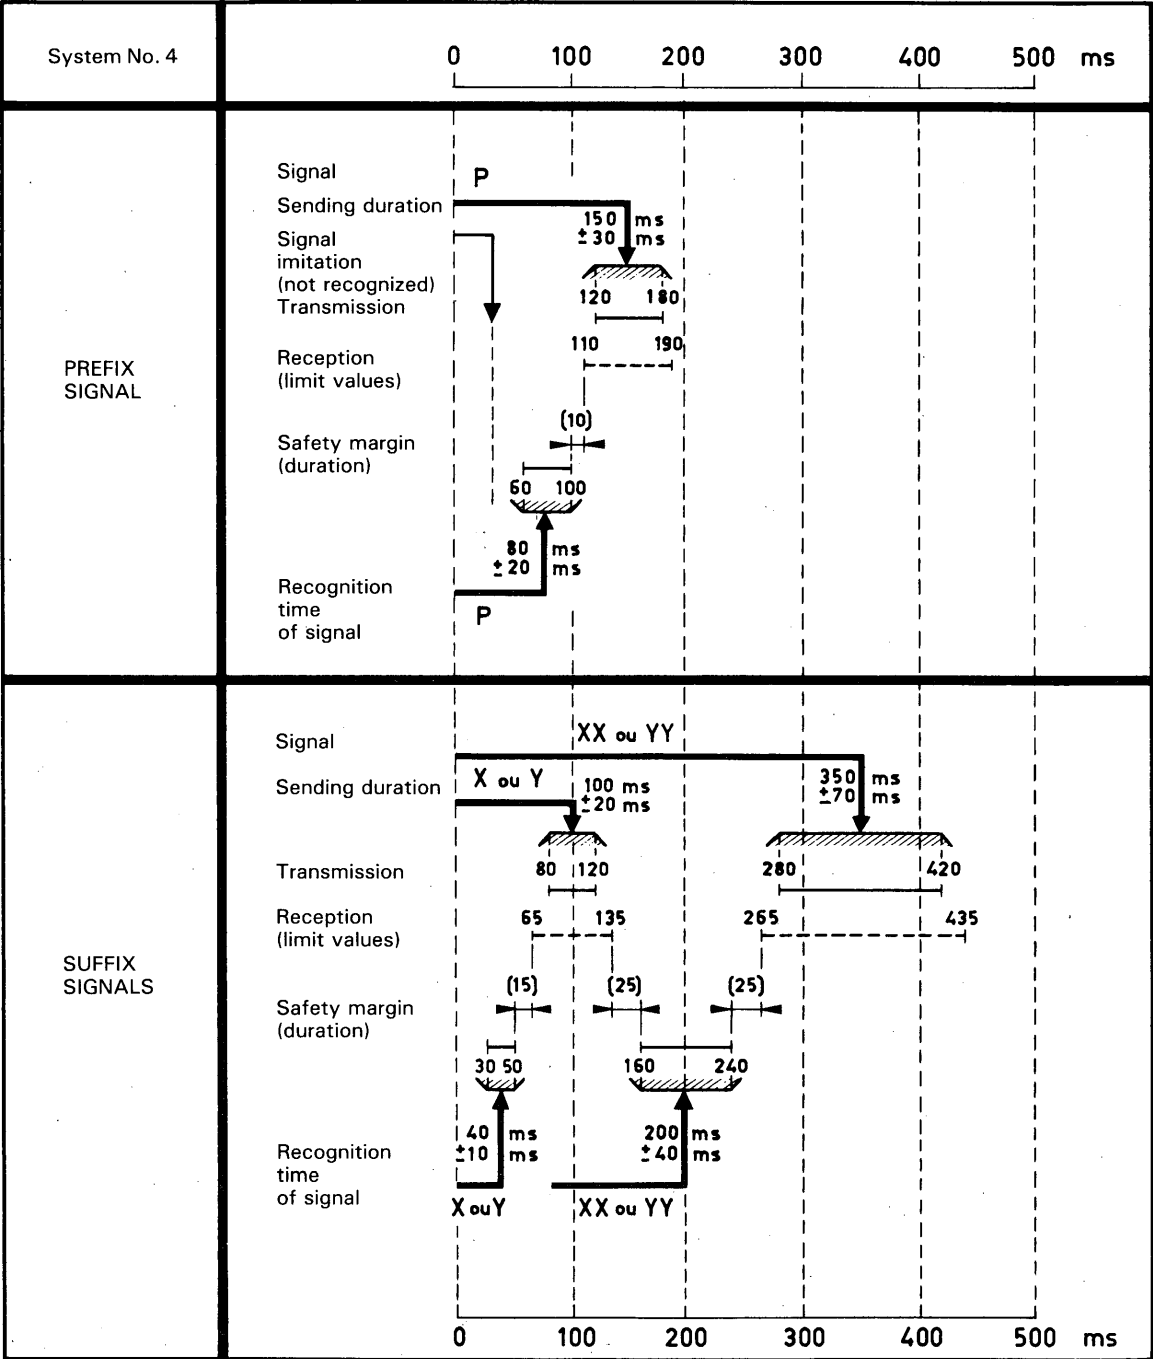 System No. 4
0 100 200 300 400 500 ms
PREFIX
SIGNAL
Signal
P
Sending duration
150 ms
± 30 ms
Signal
imitation
(not recognized)
Transmission
120 180
110 190
Reception
(limit values)
(10)
Safety margin
(duration)
60 100
80 ms
± 20 ms
Recognition
time
of signal
P
SUFFIX
SIGNALS
Signal
XX ou YY
Sending duration
X ou Y
100 ms
±20 ms
350 ms
±70 ms
Transmission
80 120
280 420
Reception
(limit values)
65 135
265 435
(15) (25) (25)
Safety margin
(duration)
30 50
160 240
40 ms
±10 ms
200 ms
±40 ms
Recognition
time
of signal
X ou Y
XX ou YY
0 100 200 300 400 500 ms